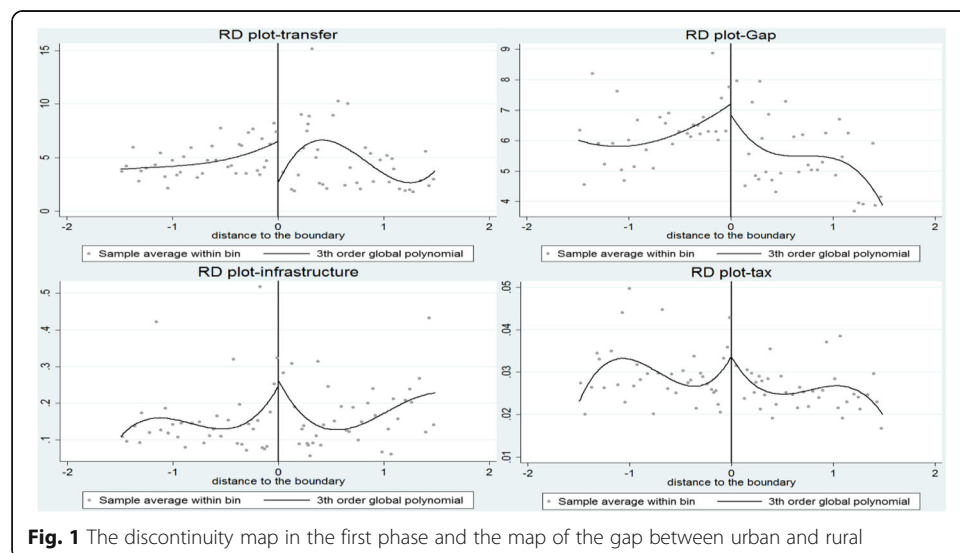 RD plot-transfer
15
10
5
0
-2 -1 0 1 2
distance to the boundary
Sample average within bin 3th order global polynomial
RD plot-Gap
9
8
7
6
5
4
-2 -1 0 1 2
distance to the boundary
Sample average within bin 3th order global polynomial
RD plot-infrastructure
.5
.4
.3
.2
.1
-2 -1 0 1 2
distance to the boundary
Sample average within bin 3th order global polynomial
RD plot-tax
.05
.04
.03
.02
.01
-2 -1 0 1 2
distance to the boundary
Sample average within bin 3th order global polynomial
Fig. 1 The discontinuity map in the first phase and the map of the gap between urban and rural